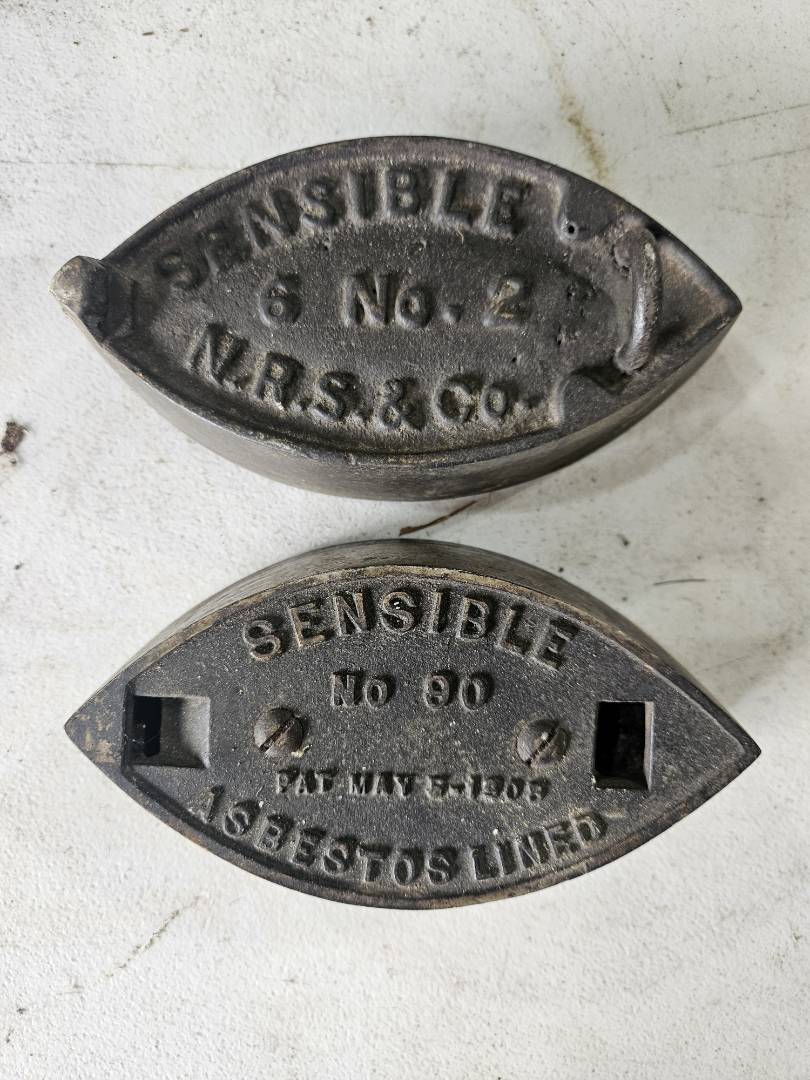 SENSIBLE
6 No. 2
N.R.S. & Co.
SENSIBLE
No 90
PAT MAY 5-1908
ASBESTOS LINED